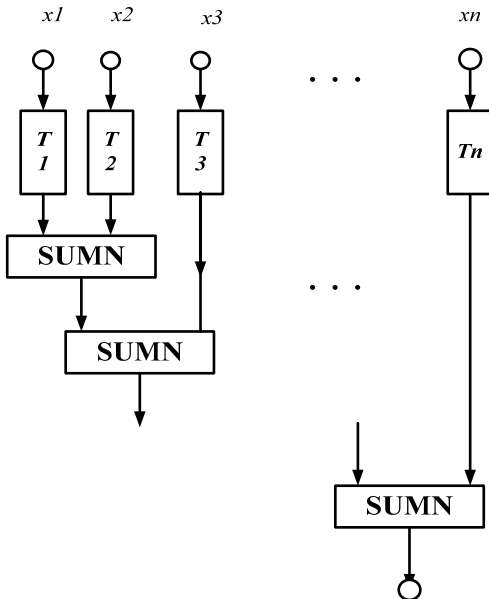 x1 x2 x3 xn
. . .
T T T Tn
1 2 3
SUMN
. . .
SUMN
SUMN